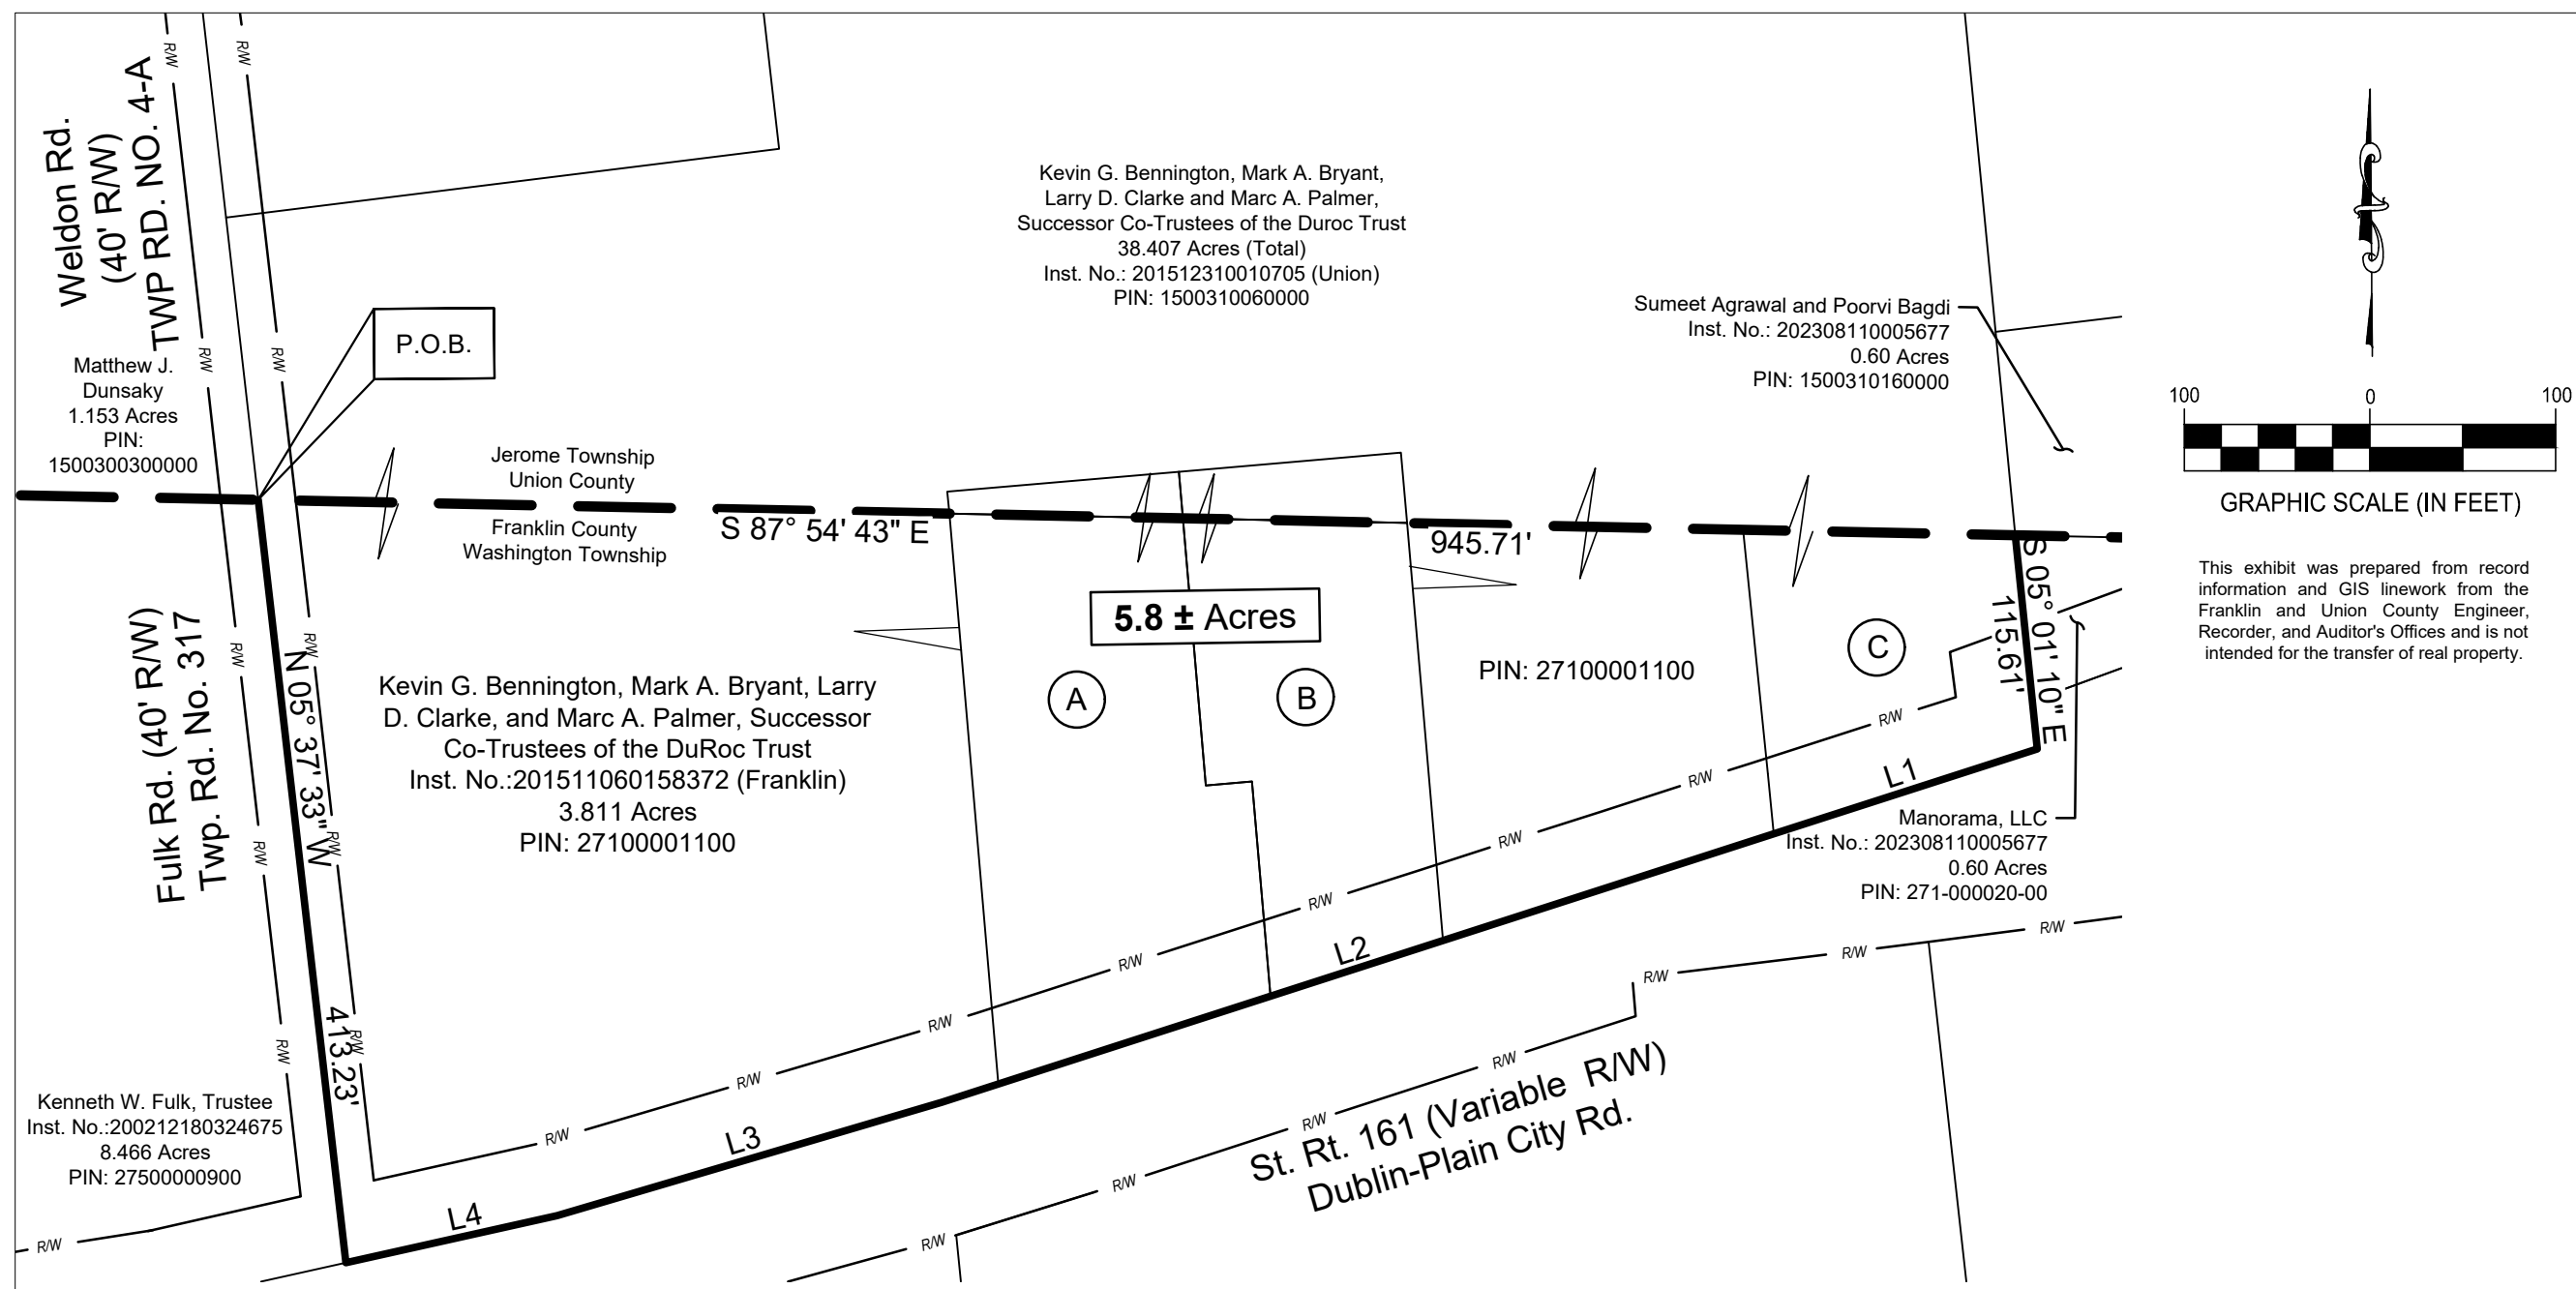 Weldon Rd.
(40' R/W)
TWP RD. NO. 4-A
R/W
R/W
R/W
R/W
Matthew J.
Dunsaky
1.153 Acres
PIN:
1500300300000
P.O.B.
Kevin G. Bennington, Mark A. Bryant,
Larry D. Clarke and Marc A. Palmer,
Successor Co-Trustees of the Duroc Trust
38.407 Acres (Total)
Inst. No.: 201512310010705 (Union)
PIN: 1500310060000
Sumeet Agrawal and Poorvi Bagdi
Inst. No.: 202308110005677
0.60 Acres
PIN: 1500310160000
100 0 100
GRAPHIC SCALE (IN FEET)
This exhibit was prepared from record
information and GIS linework from the
Franklin and Union County Engineer,
Recorder, and Auditor's Offices and is not
intended for the transfer of real property.
Jerome Township
Union County
Franklin County
Washington Township
S 87° 54' 43" E
945.71'
S 05° 01' 10" E
115.61'
5.8 ± Acres
A
B
C
PIN: 27100001100
Fulk Rd. (40' R/W)
Twp. Rd. No. 317
R/W
R/W
R/W
R/W
R/W
R/W
N 05° 37' 33" W
413.23'
Kevin G. Bennington, Mark A. Bryant, Larry
D. Clarke, and Marc A. Palmer, Successor
Co-Trustees of the DuRoc Trust
Inst. No.:201511060158372 (Franklin)
3.811 Acres
PIN: 27100001100
R/W
R/W
R/W
R/W
R/W
R/W
R/W
R/W
L1
L2
L3
L4
Manorama, LLC
Inst. No.: 202308110005677
0.60 Acres
PIN: 271-000020-00
Kenneth W. Fulk, Trustee
Inst. No.:200212180324675
8.466 Acres
PIN: 27500000900
R/W
R/W
R/W
R/W
R/W
R/W
R/W
R/W
St. Rt. 161 (Variable R/W)
Dublin-Plain City Rd.